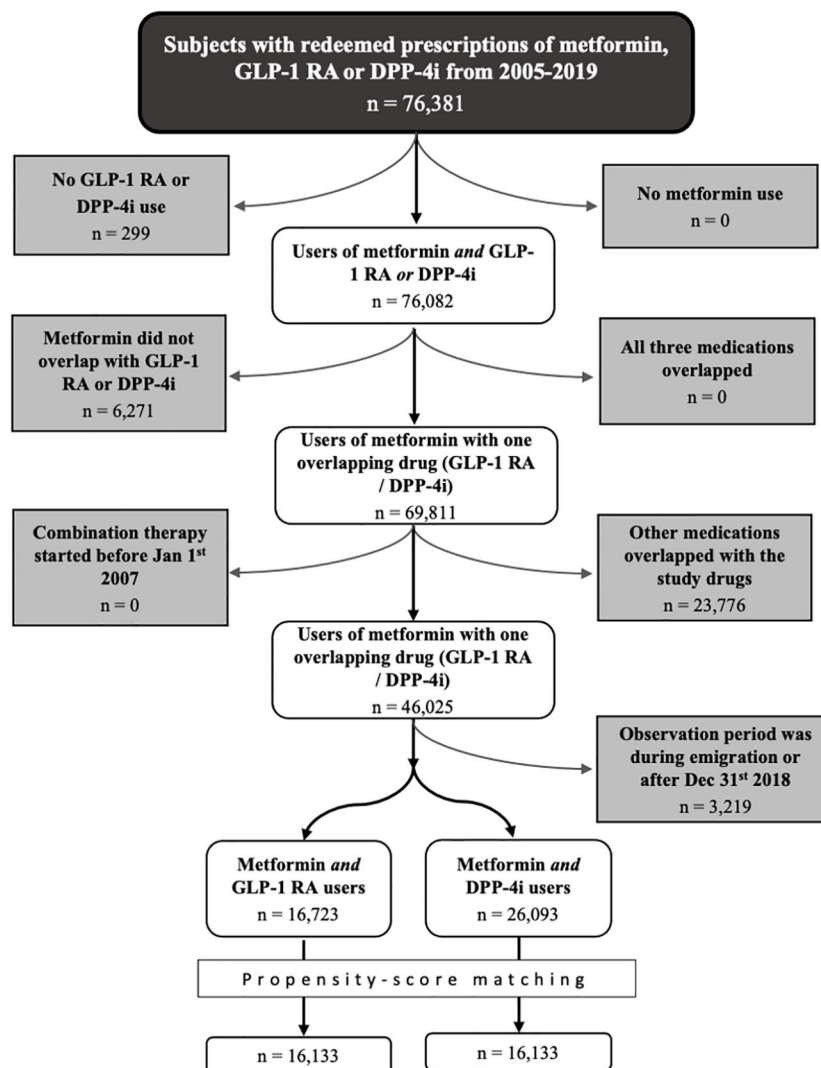 Subjects with redeemed prescriptions of metformin,
GLP-1 RA or DPP-4i from 2005-2019
n = 76,381
No GLP-1 RA or
DPP-4i use
n = 299
No metformin use
n = 0
Users of metformin and GLP-
1 RA or DPP-4i
n = 76,082
Metformin did not
overlap with GLP-1
RA or DPP-4i
n = 6,271
All three medications
overlapped
n = 0
Users of metformin with one
overlapping drug (GLP-1 RA
/ DPP-4i)
n = 69,811
Combination therapy
started before Jan 1st
2007
n = 0
Other medications
overlapped with the
study drugs
n = 23,776
Users of metformin with one
overlapping drug (GLP-1 RA
/ DPP-4i)
n = 46,025
Observation period was
during emigration or
after Dec 31st 2018
n = 3,219
Metformin and
GLP-1 RA users
n = 16,723
Metformin and
DPP-4i users
n = 26,093
Propensity-score matching
n = 16,133
n = 16,133